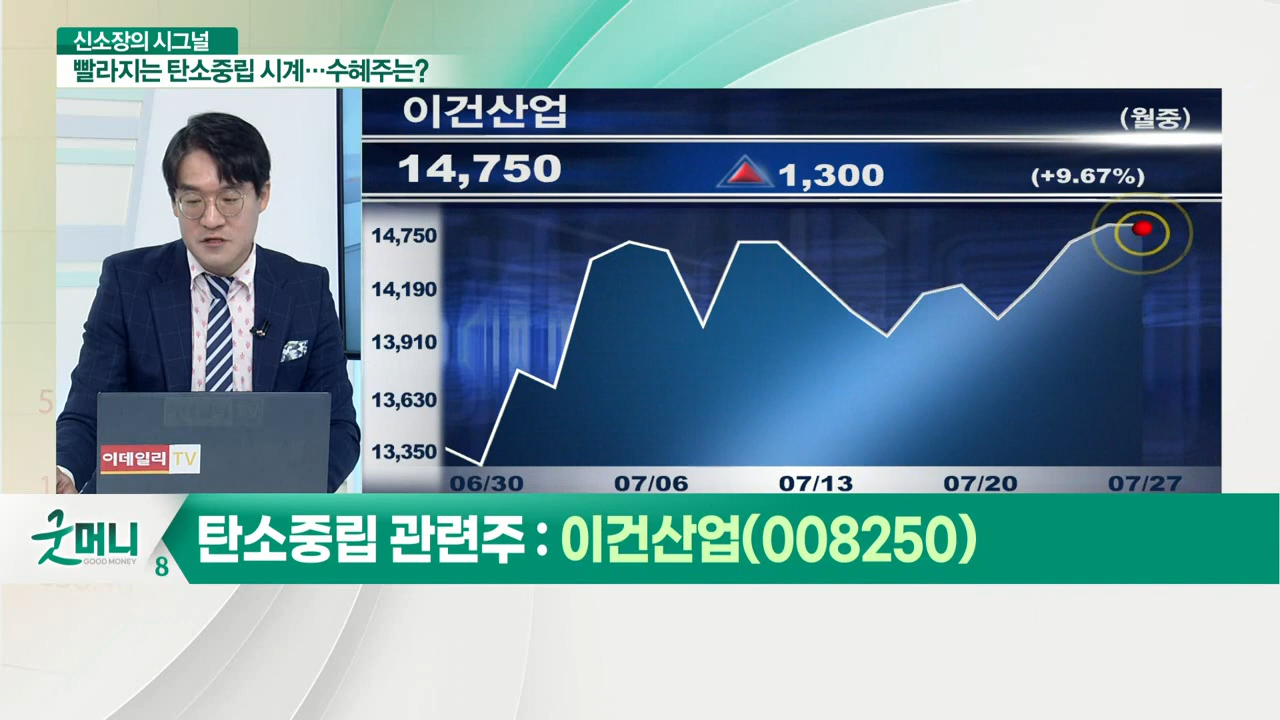 신소장의 시그널
빨라지는 탄소중립 시계…수혜주는?
이건산업
(월중)
14,750
1,300
(+9.67%)
14,750
14,190
13,910
13,630
13,350
06/30
07/06
07/13
07/20
07/27
이데일리 TV
굿머니
GOOD MONEY
8
탄소중립 관련주 : 이건산업(008250)
5